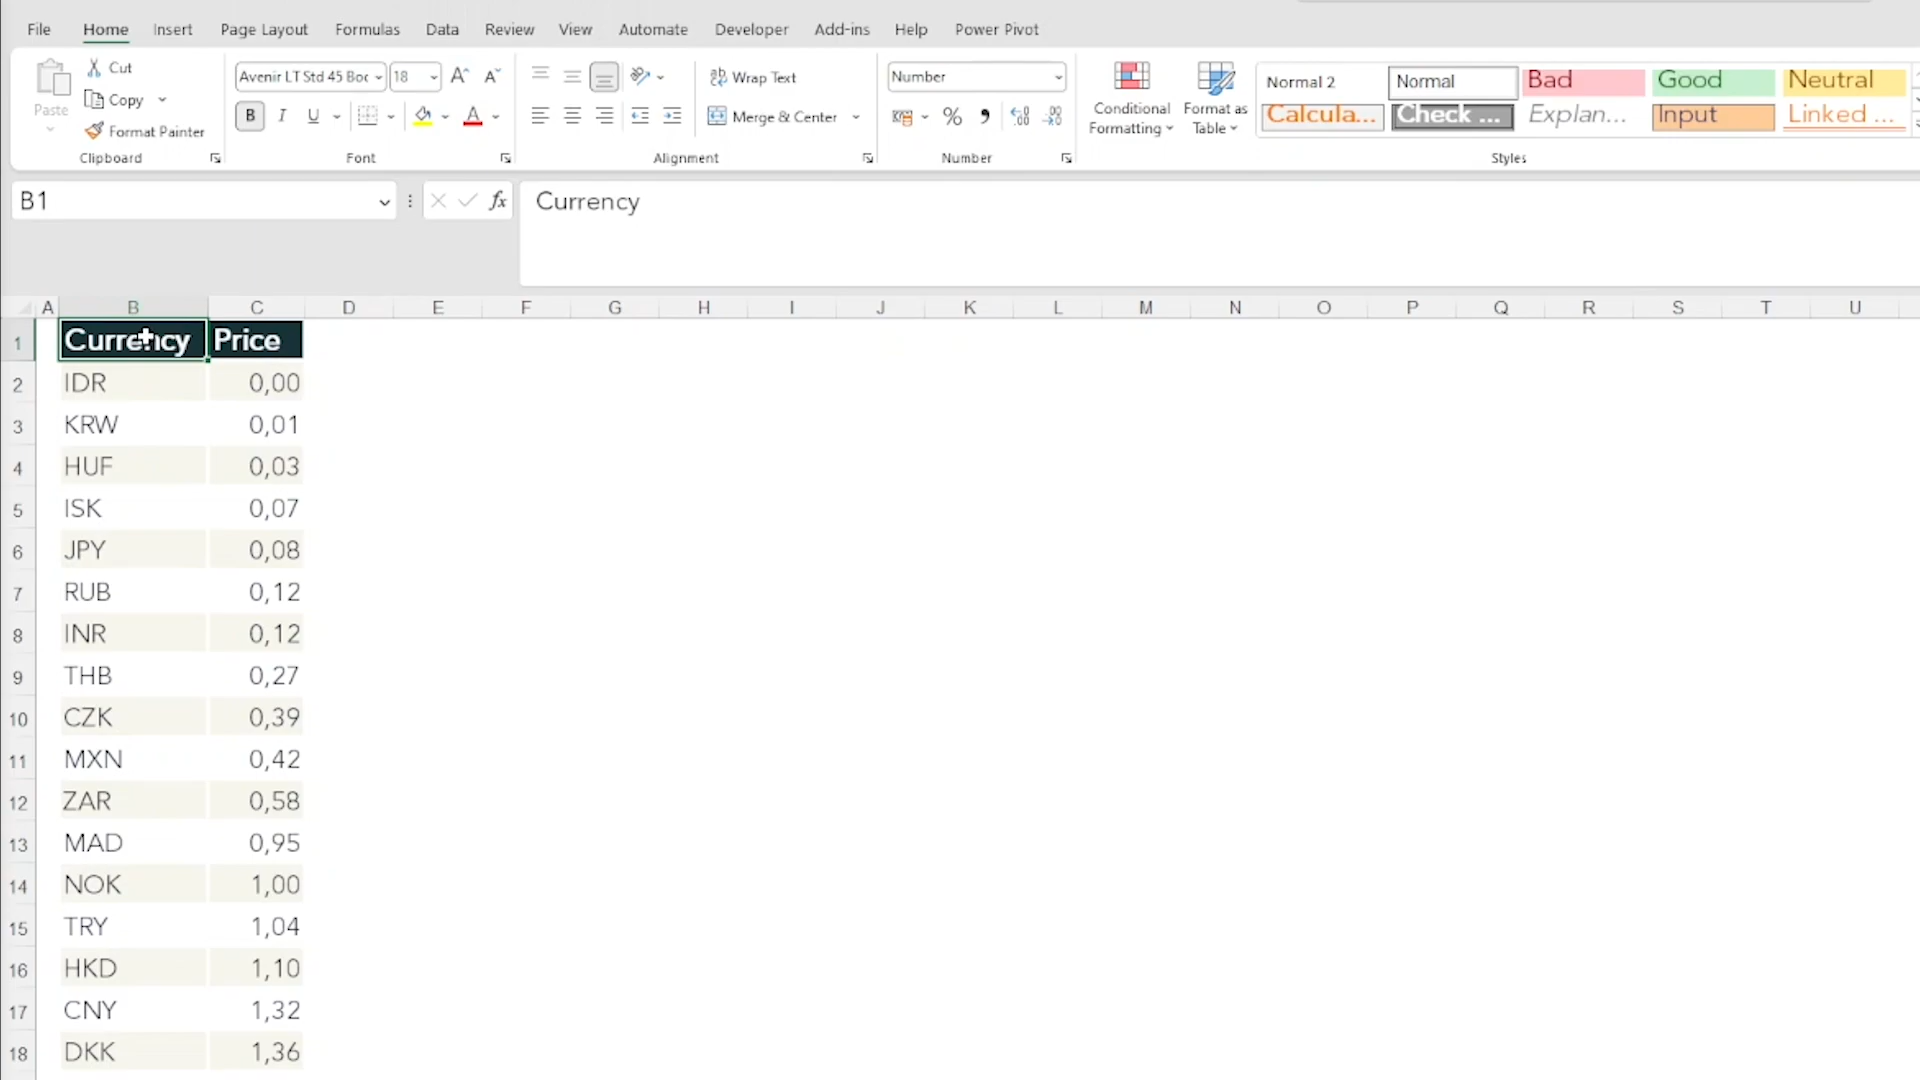 File Home Insert Page Layout Formulas Data Review View Automate Developer Add-ins Help Power Pivot
Paste
Cut
Copy
Format Painter
Clipboard
Avenir LT Std 45 Boo 18
B I U A
Font
Wrap Text
Merge & Center
Alignment
Number
%
Number
Conditional
Formatting
Format as
Table
Normal 2 Normal Bad Good Neutral
Calcula... Check ... Explan... Input Linked ...
Styles
B1 fx Currency
A B C D E F G H I J K L M N O P Q R S T U
1 Currency Price
2 IDR 0,00
3 KRW 0,01
4 HUF 0,03
5 ISK 0,07
6 JPY 0,08
7 RUB 0,12
8 INR 0,12
9 THB 0,27
10 CZK 0,39
11 MXN 0,42
12 ZAR 0,58
13 MAD 0,95
14 NOK 1,00
15 TRY 1,04
16 HKD 1,10
17 CNY 1,32
18 DKK 1,36